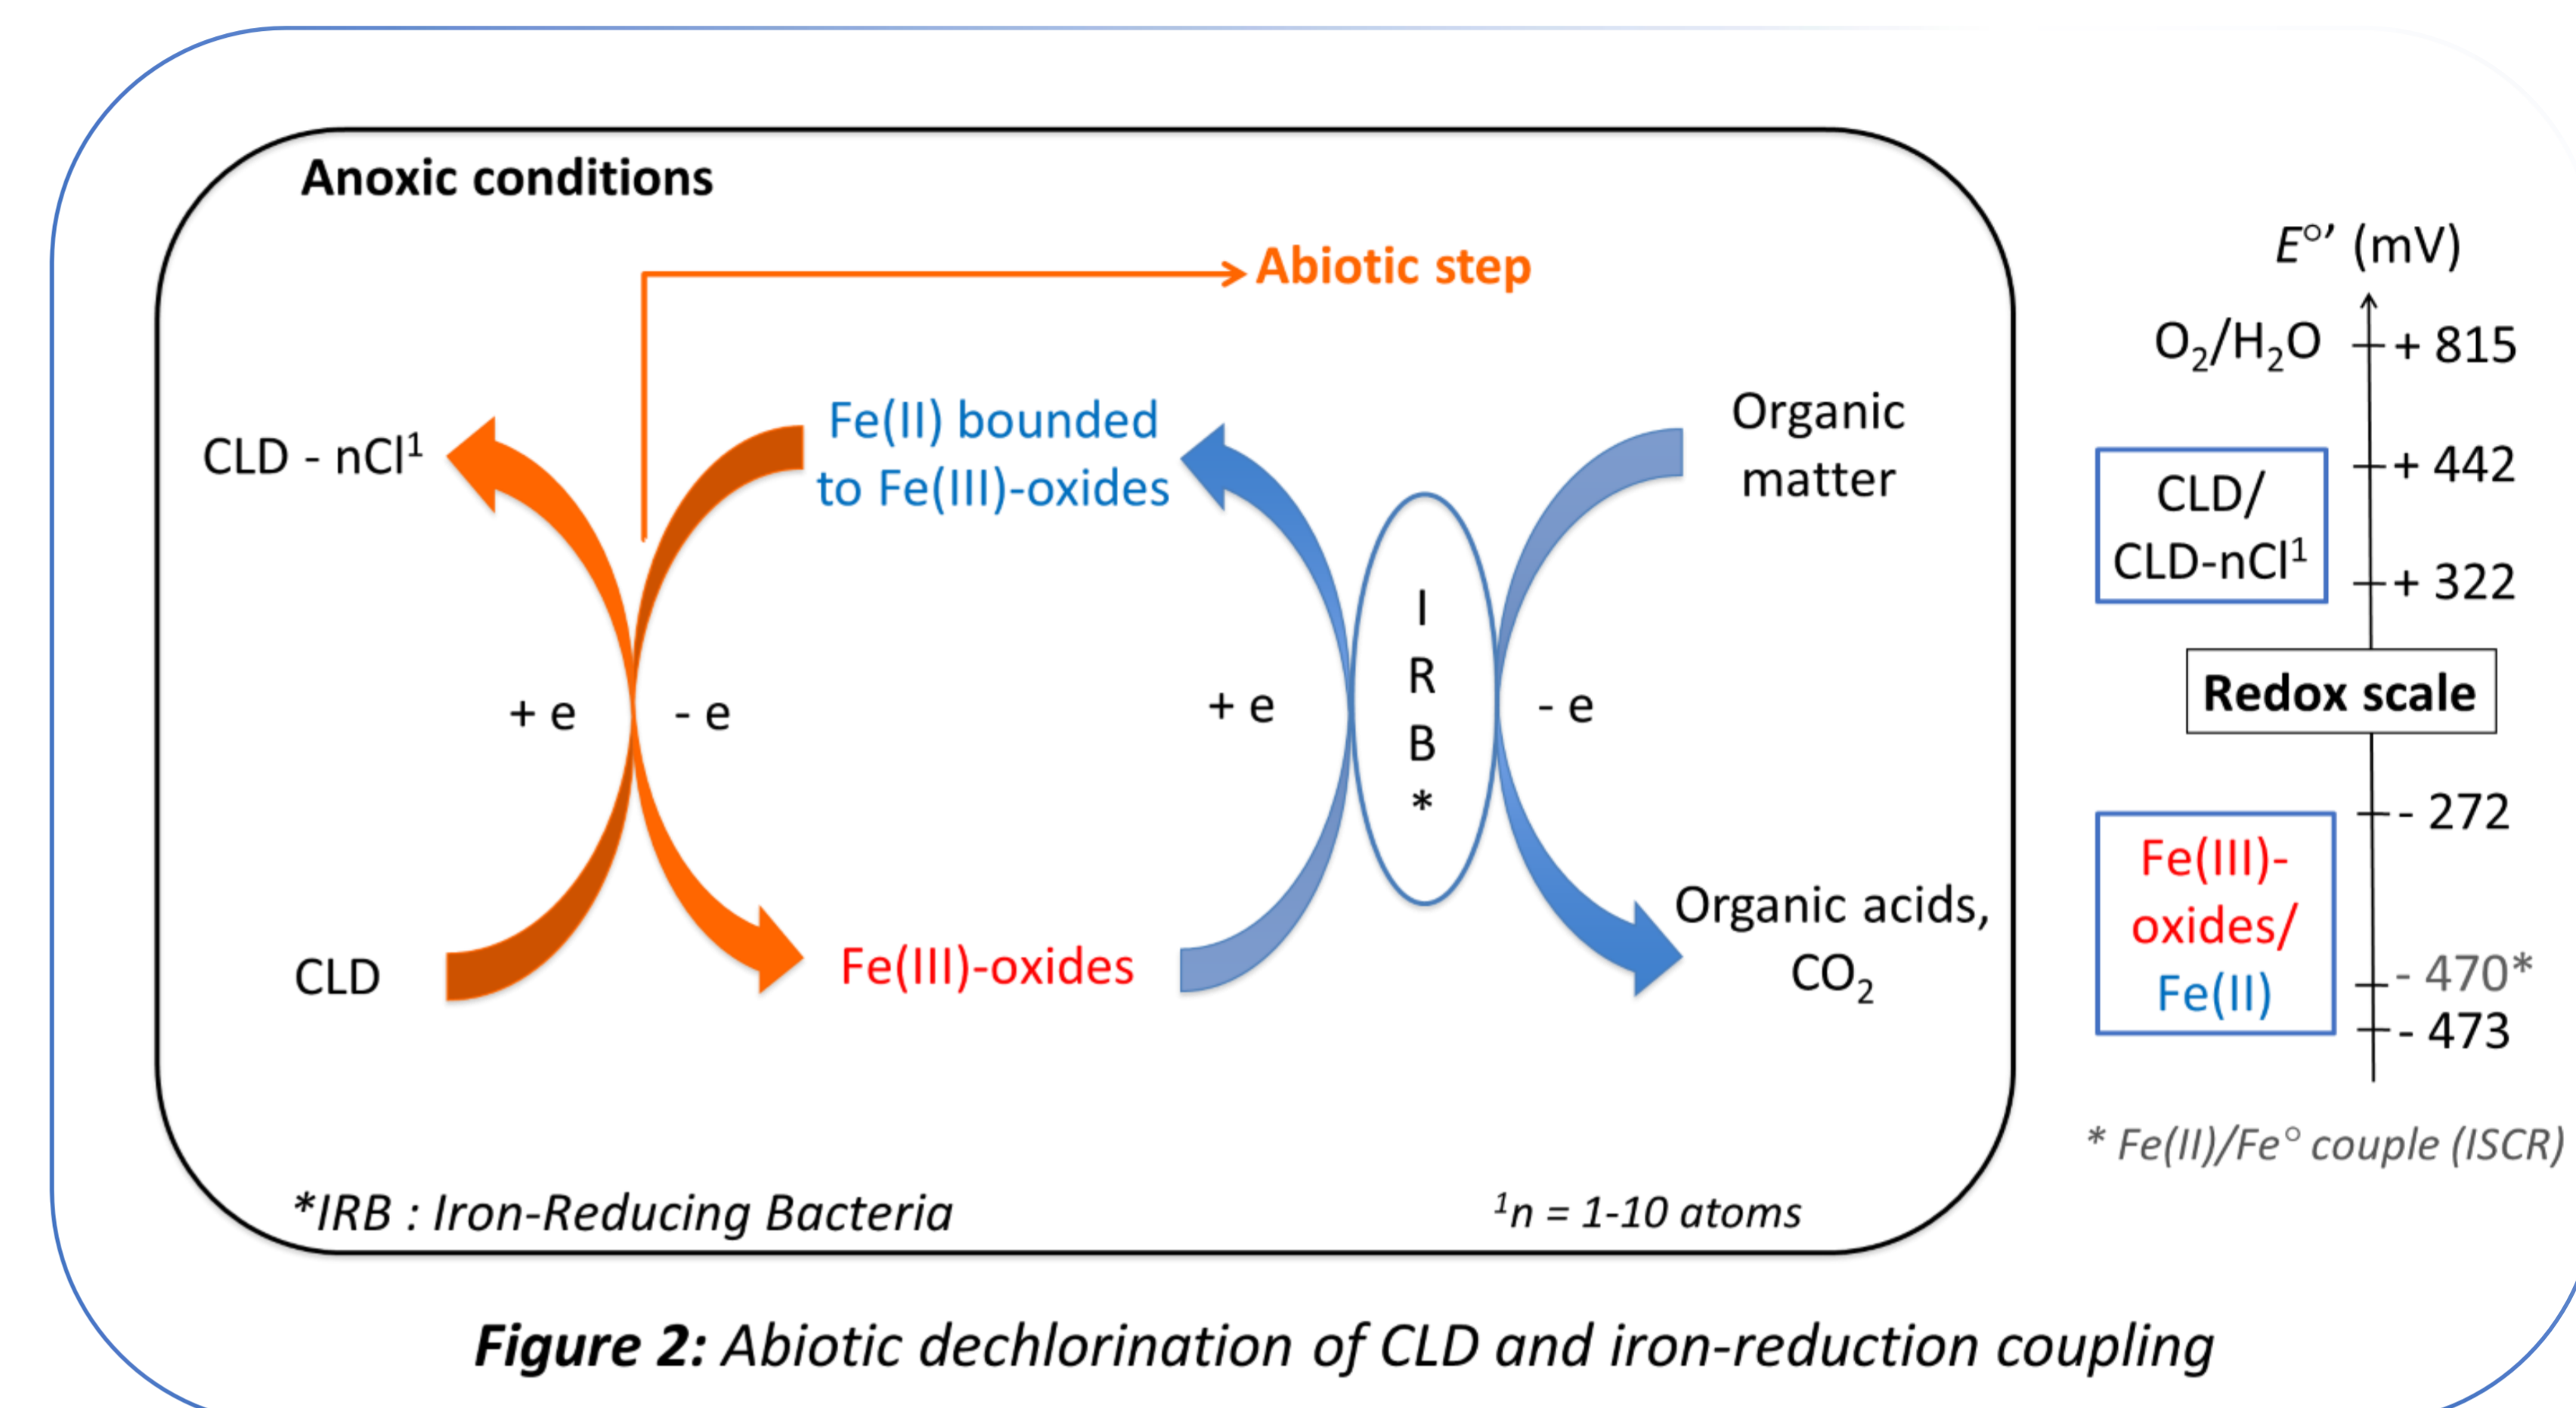 Anoxic conditions
Abiotic step
CLD - nCl¹
Fe(II) bounded
to Fe(III)-oxides
Organic
matter
+ e
- e
+ e
I
R
B
*
- e
CLD
Fe(III)-oxides
Organic acids,
CO₂
*IRB : Iron-Reducing Bacteria
¹n = 1-10 atoms
E°’ (mV)
O₂/H₂O
+ 815
+ 442
CLD/
CLD-nCl¹
+ 322
Redox scale
- 272
Fe(III)-
oxides/
Fe(II)
- 470*
- 473
* Fe(II)/Fe° couple (ISCR)
Figure 2: Abiotic dechlorination of CLD and iron-reduction coupling